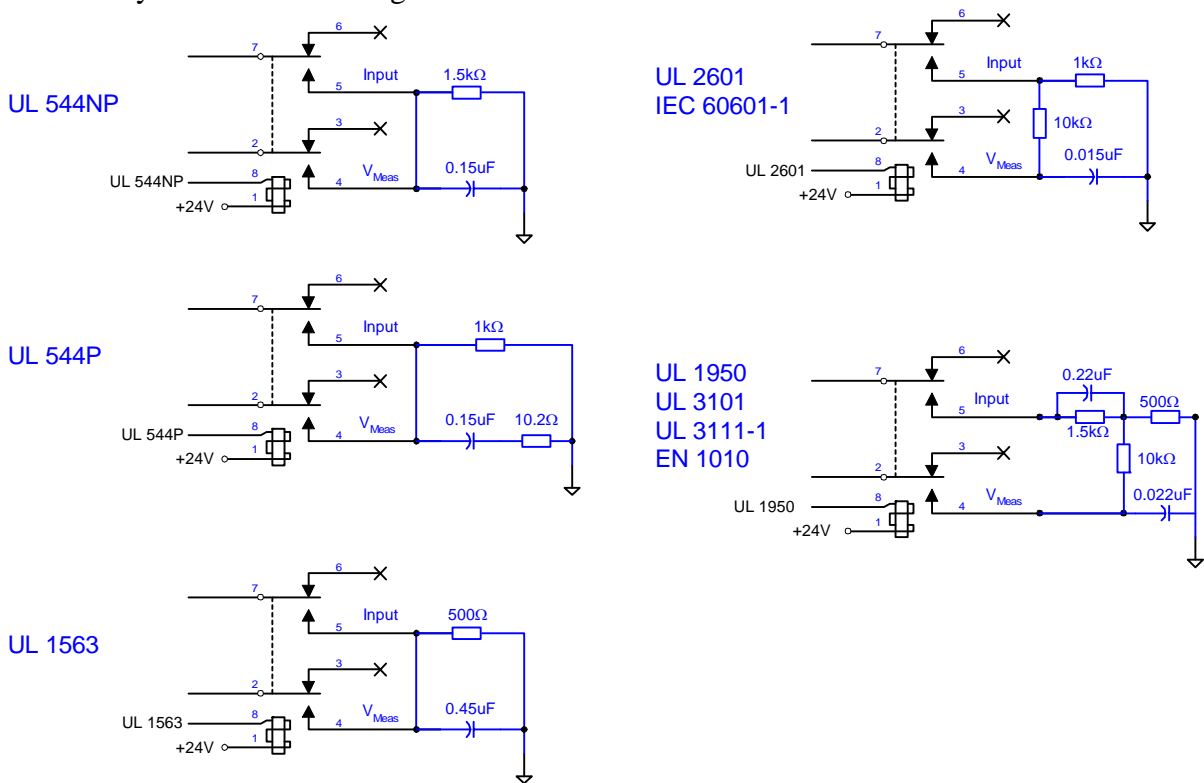 UL 544NP
7
6
Input
5
1.5kΩ
2
3
V Meas
4
0.15uF
UL 544NP
8
+24V
1
UL 544P
7
6
Input
5
1kΩ
2
3
V Meas
4
0.15uF
10.2Ω
UL 544P
8
+24V
1
UL 1563
7
6
Input
5
500Ω
2
3
V Meas
4
0.45uF
UL 1563
8
+24V
1
UL 2601
IEC 60601-1
7
6
Input
5
1kΩ
10kΩ
2
3
V Meas
4
0.015uF
UL 2601
8
+24V
1
UL 1950
UL 3101
UL 3111-1
EN 1010
7
6
Input
5
0.22uF
1.5kΩ
500Ω
10kΩ
2
3
V Meas
4
0.022uF
UL 1950
8
+24V
1